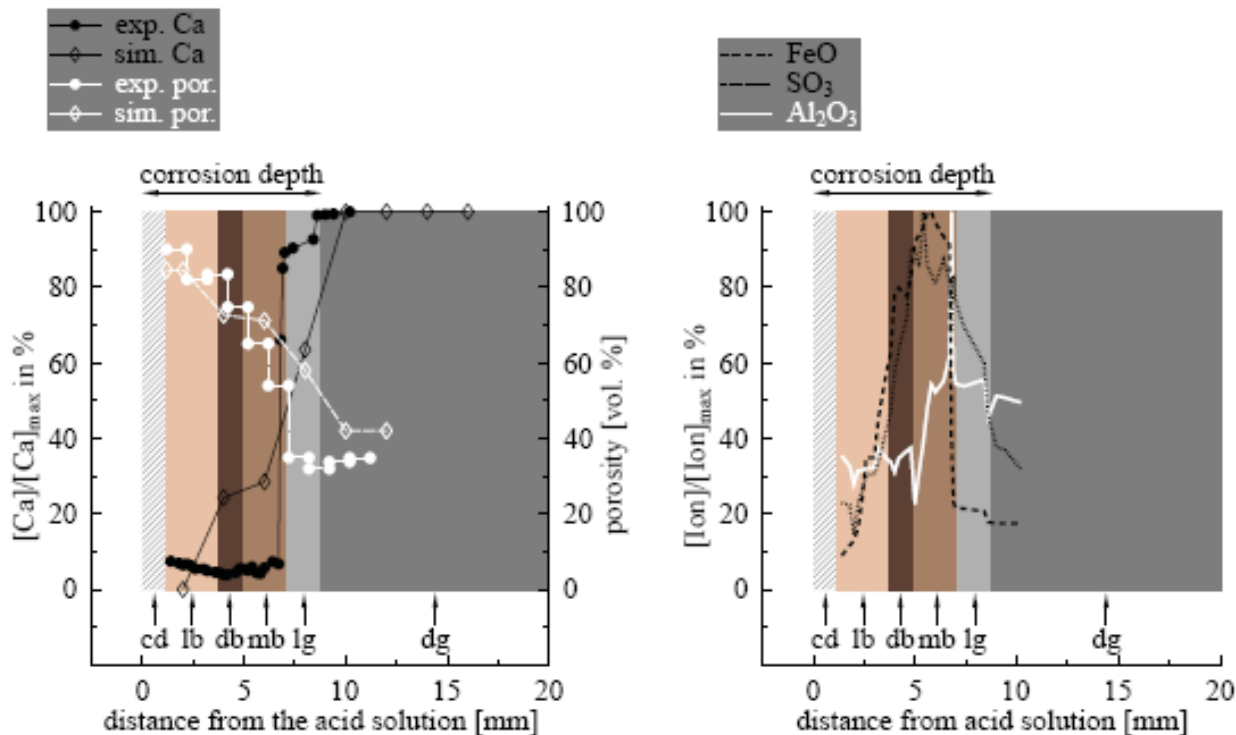 exp. Ca
sim. Ca
exp. por.
sim. por.
corrosion depth
[Ca]/[Ca]max in %
100
80
60
40
20
0
100
80
60
40
20
0
porosity [vol. %]
cd lb db mb lg dg
0 5 10 15 20
distance from the acid solution [mm]
FeO
SO3
Al2O3
corrosion depth
[Ion]/[Ion]max in %
100
80
60
40
20
0
cd lb db mb lg dg
0 5 10 15 20
distance from acid solution [mm]